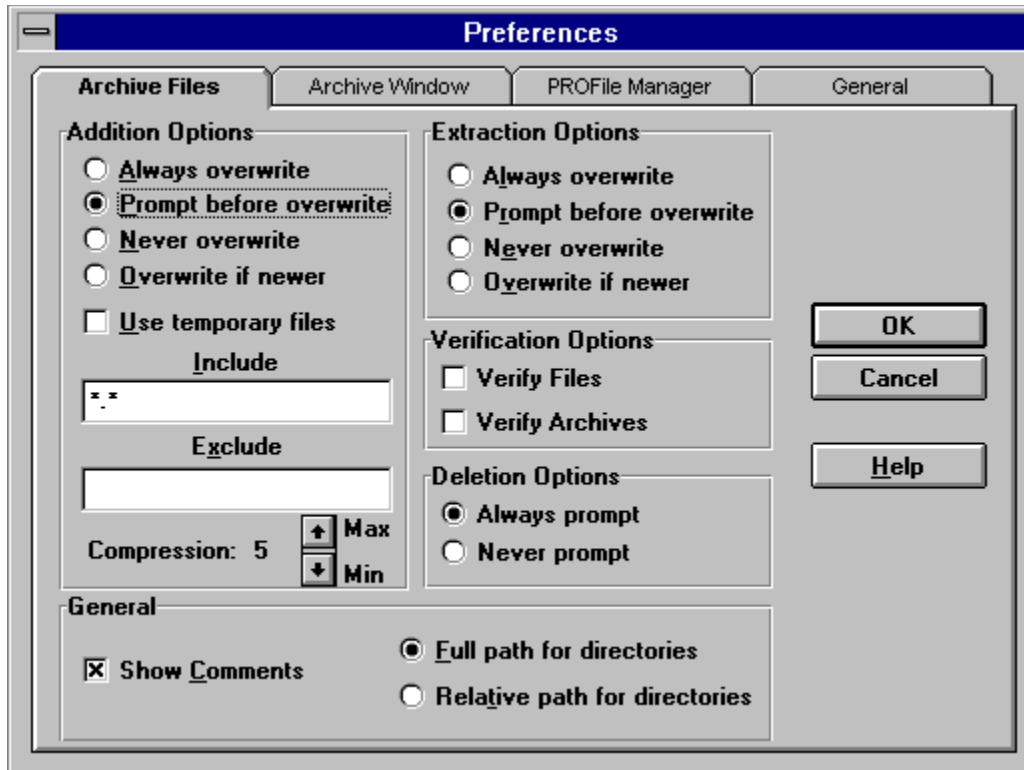 Preferences
Archive Files
Archive Window
PROFile Manager
General
Addition Options
Always overwrite
Prompt before overwrite
Never overwrite
Overwrite if newer
Use temporary files
Include
*.*
Exclude
Compression: 5
Max
Min
Extraction Options
Always overwrite
Prompt before overwrite
Never overwrite
Overwrite if newer
Verification Options
Verify Files
Verify Archives
Deletion Options
Always prompt
Never prompt
OK
Cancel
Help
General
Show Comments
Full path for directories
Relative path for directories